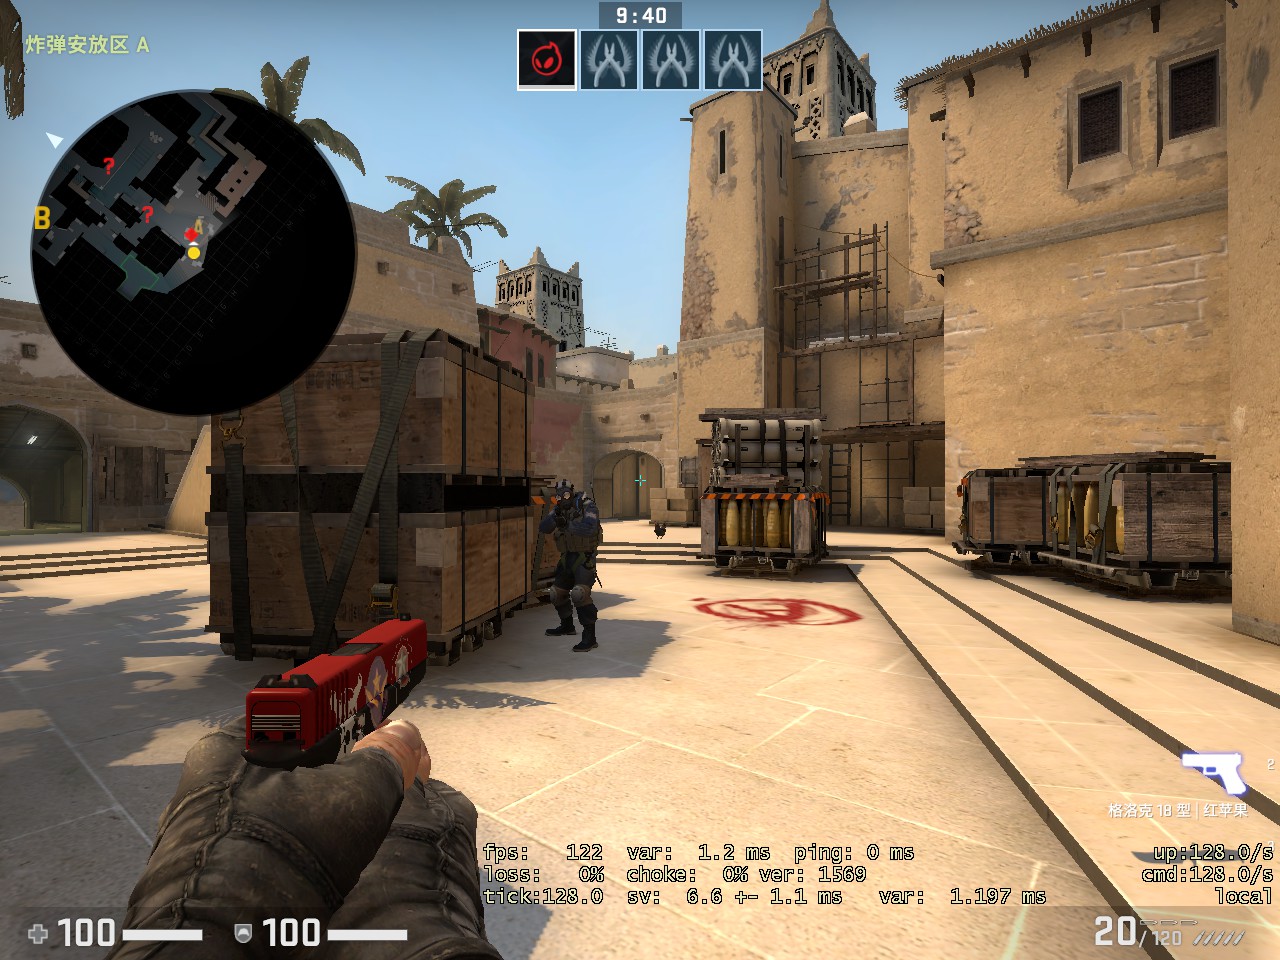 9:40
炸弹安放区 A
?
?
B
A
2
格洛克 18 型 | 红苹果
fps: 122 var: 1.2 ms ping: 0 ms
up:128.0/s
loss: 0% choke: 0% ver: 1569
cmd:128.0/s
tick:128.0 sv: 6.6 +- 1.1 ms var: 1.197 ms
local
100
100
20/120